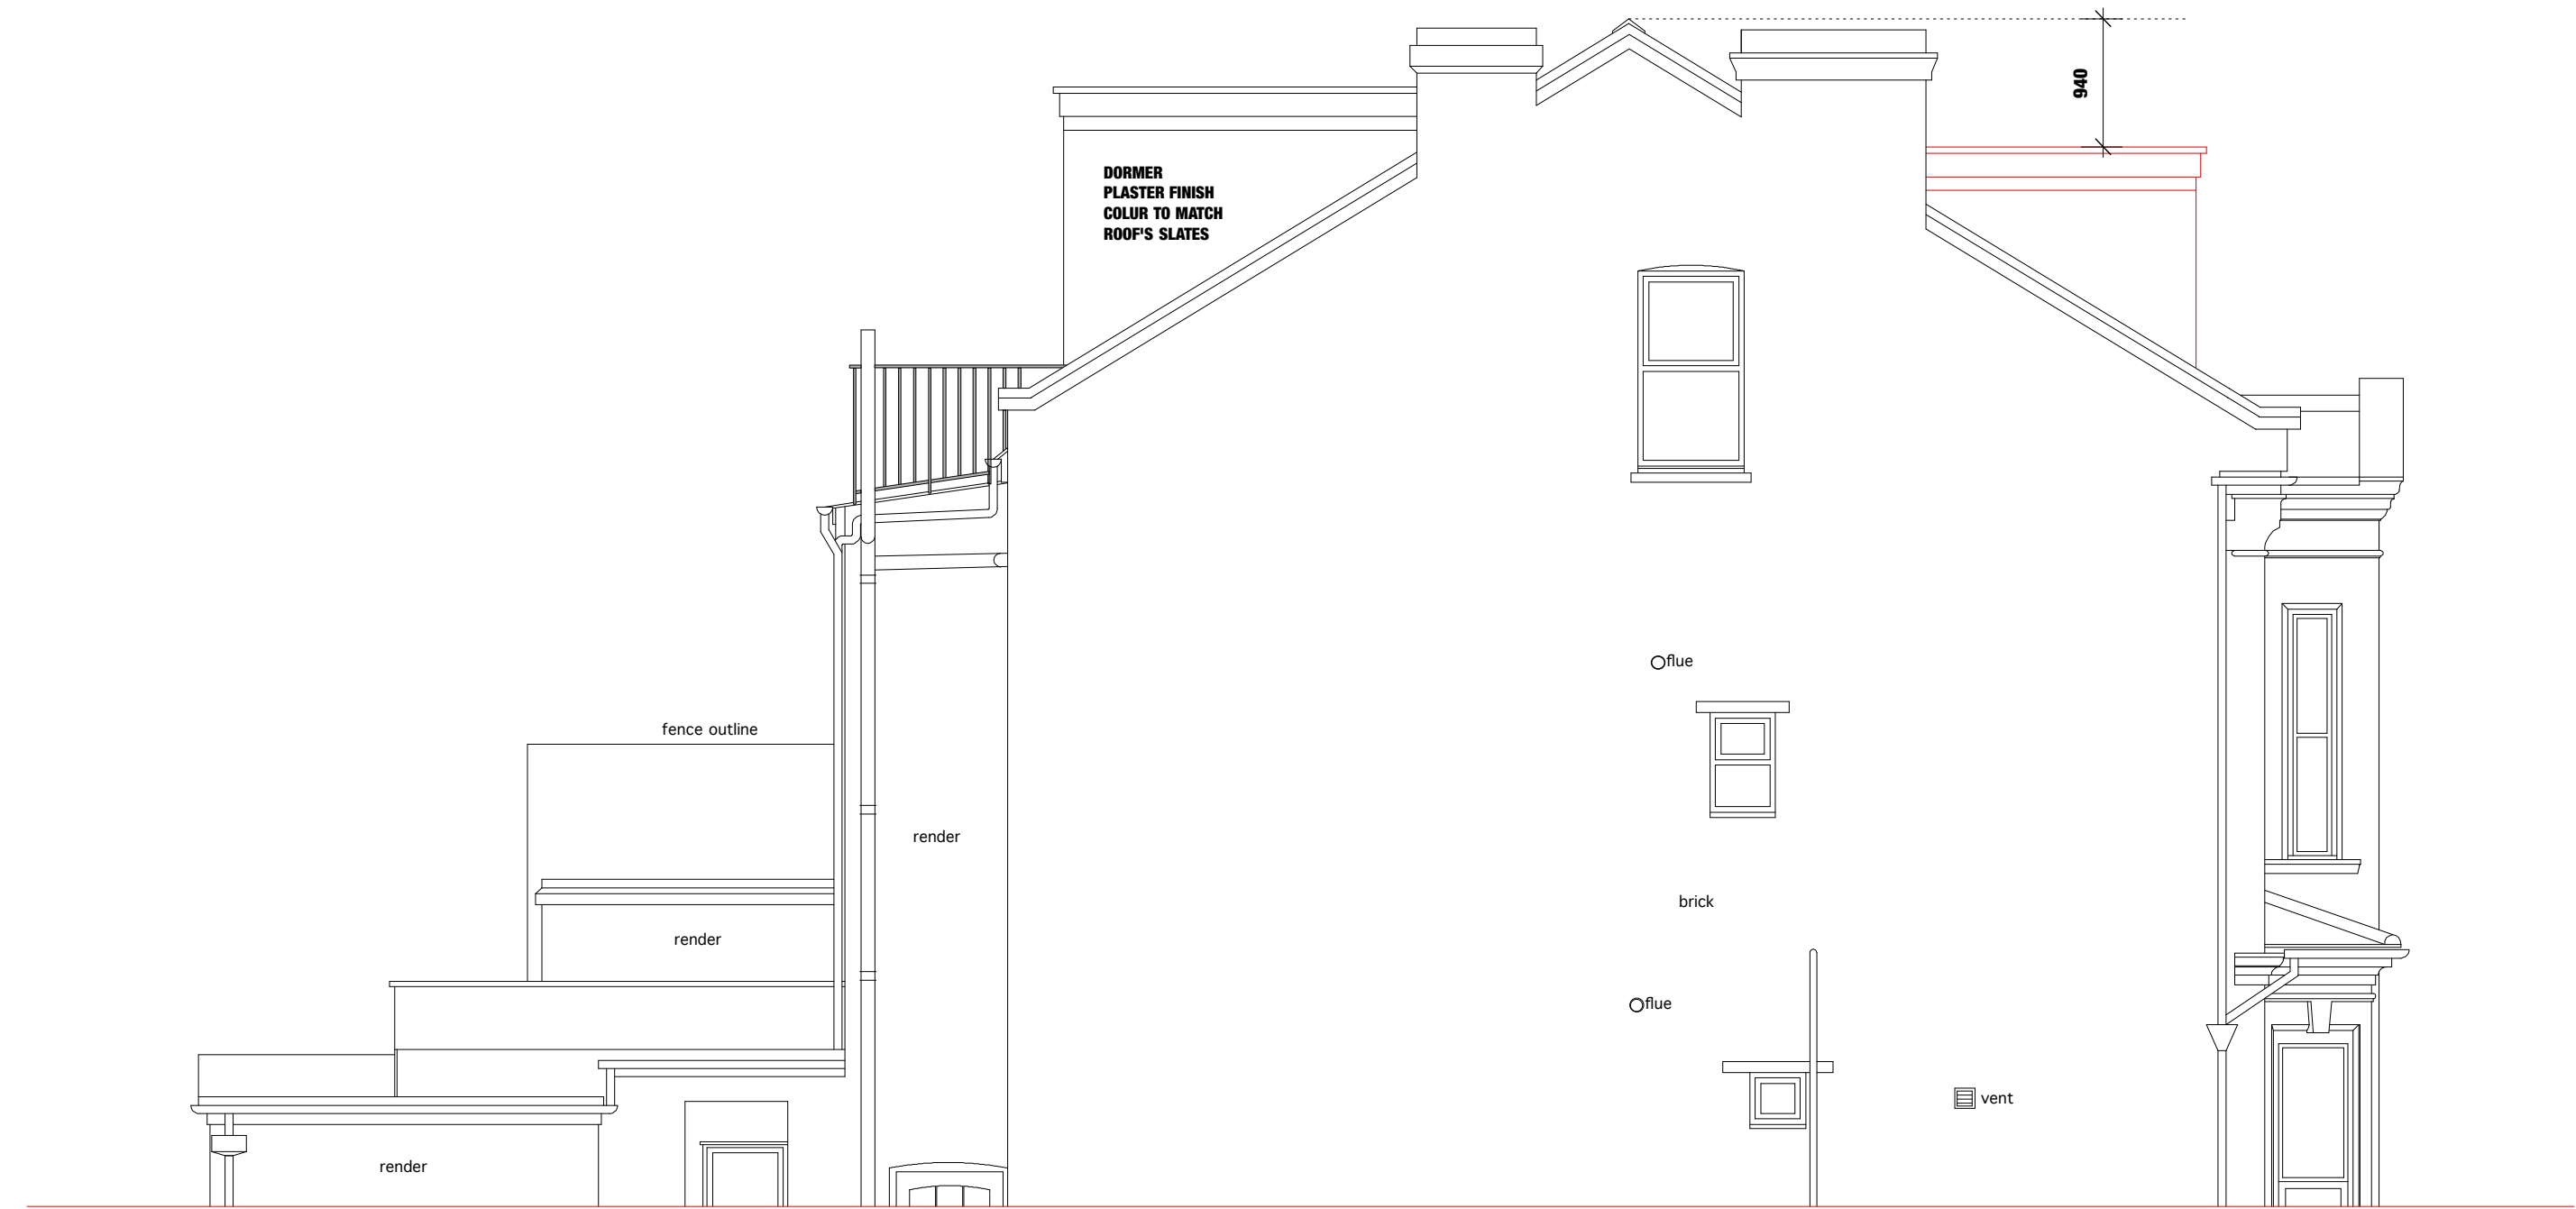 940
DORMER
PLASTER FINISH
COLUR TO MATCH
ROOF'S SLATES
flue
fence outline
render
brick
render
flue
vent
render